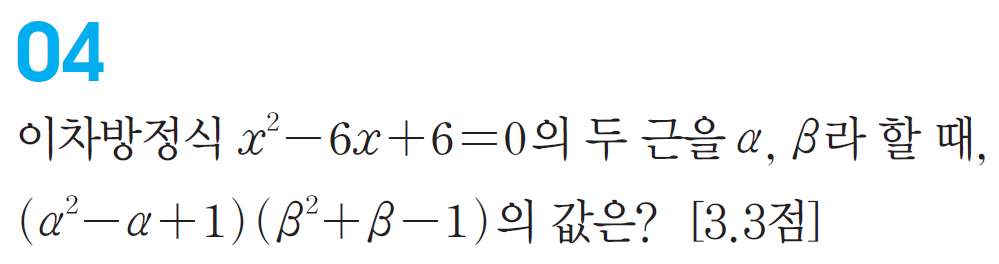 04
이차방정식 x²-6x+6=0의 두 근을 α, β라 할 때,
(α²-α+1)(β²+β-1)의 값은? [3.3점]